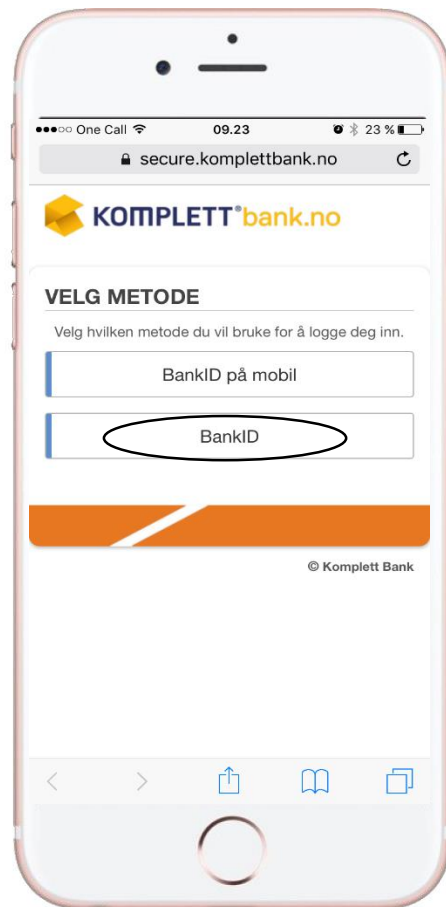 One Call 09.23 23 %
secure.komplettbank.no
KOMPLETT®bank.no
VELG METODE
Velg hvilken metode du vil bruke for å logge deg inn.
BankID på mobil
BankID
© Komplett Bank